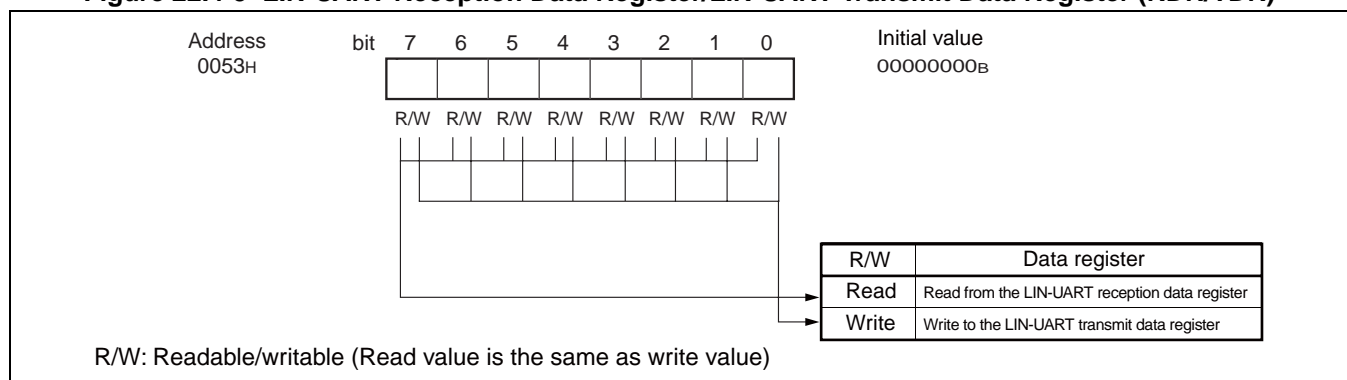 Figure 22.7-5 LIN-UART Reception Data Register/LIN-UART Transmit Data Register (RDR/TDR)
Address bit 7 6 5 4 3 2 1 0 Initial value
0053H 00000000B
R/W R/W R/W R/W R/W R/W R/W R/W
R/W Data register
Read Read from the LIN-UART reception data register
Write Write to the LIN-UART transmit data register
R/W: Readable/writable (Read value is the same as write value)